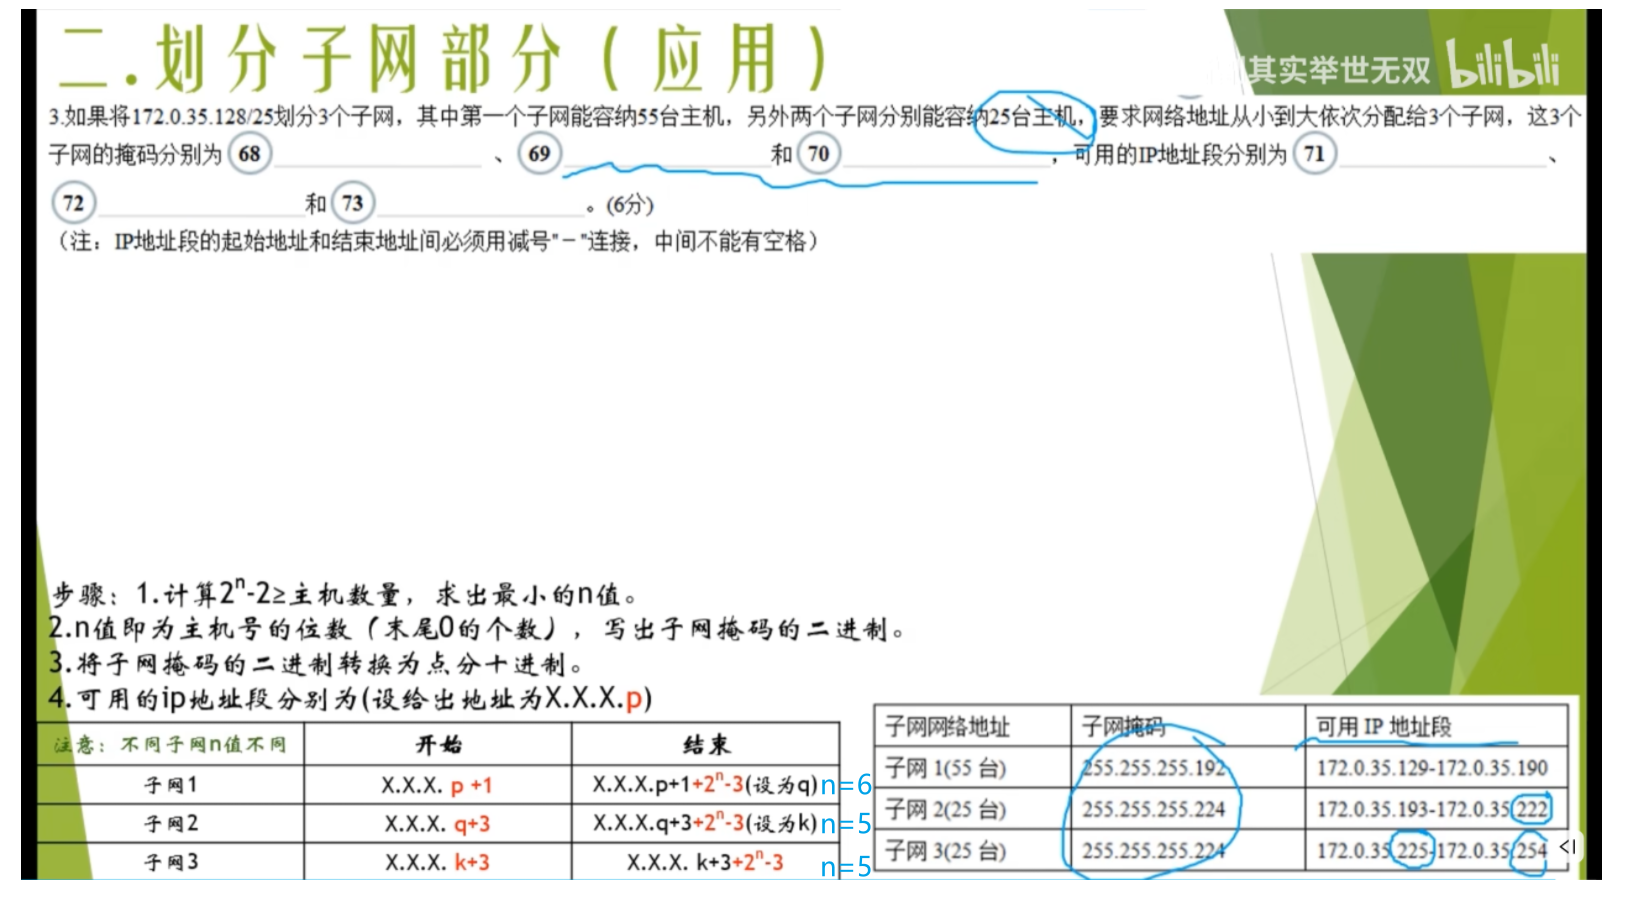 二.划分子网部分（应用）
其实举世无双 bilibili
3.如果将172.0.35.128/25划分3个子网，其中第一个子网能容纳55台主机，另外两个子网分别能容纳25台主机，要求网络地址从小到大依次分配给3个子网，这3个
子网的掩码分别为 68 、 69 和 70 ，可用的IP地址段分别为 71 、
72 和 73 。(6分)
（注：IP地址段的起始地址和结束地址间必须用减号"－"连接，中间不能有空格）
步骤：1.计算2ⁿ-2≥主机数量，求出最小的n值。
2.n值即为主机号的位数（末尾0的个数），写出子网掩码的二进制。
3.将子网掩码的二进制转换为点分十进制。
4.可用的ip地址段分别为(设给出地址为X.X.X.p)
注意：不同子网n值不同 开始 结束
子网1 X.X.X. p +1 X.X.X.p+1+2ⁿ-3(设为q) n=6
子网2 X.X.X. q+3 X.X.X.q+3+2ⁿ-3(设为k) n=5
子网3 X.X.X. k+3 X.X.X. k+3+2ⁿ-3 n=5
子网网络地址 子网掩码 可用 IP 地址段
子网 1(55 台) 255.255.255.192 172.0.35.129-172.0.35.190
子网 2(25 台) 255.255.255.224 172.0.35.193-172.0.35.222
子网 3(25 台) 255.255.255.224 172.0.35.225-172.0.35.254